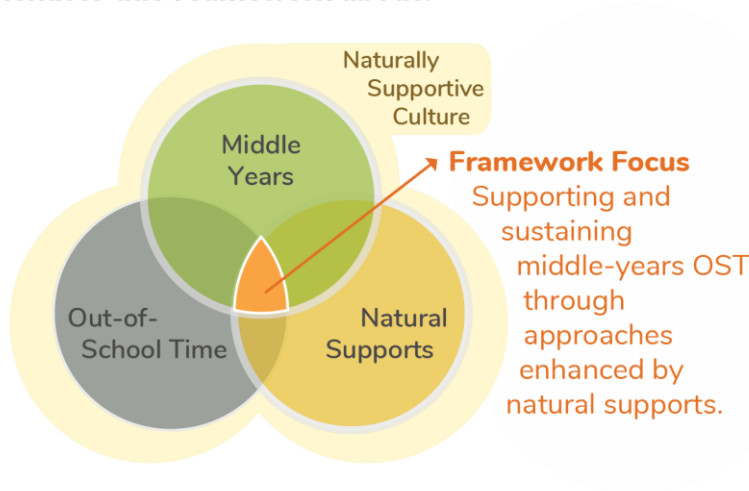 Naturally
Supportive
Culture
Middle
Years
Framework Focus
Supporting and
sustaining
middle-years OST
through
approaches
enhanced by
natural supports.
Out-of-
School Time
Natural
Supports